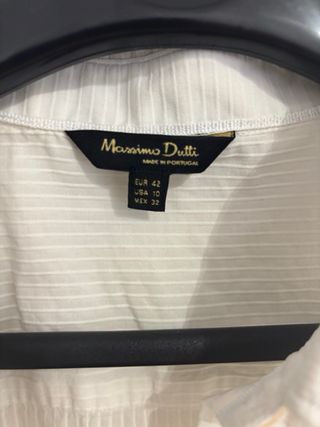 Massimo Dutti
MADE IN PORTUGAL
EUR 42
USA 10
MEX 32